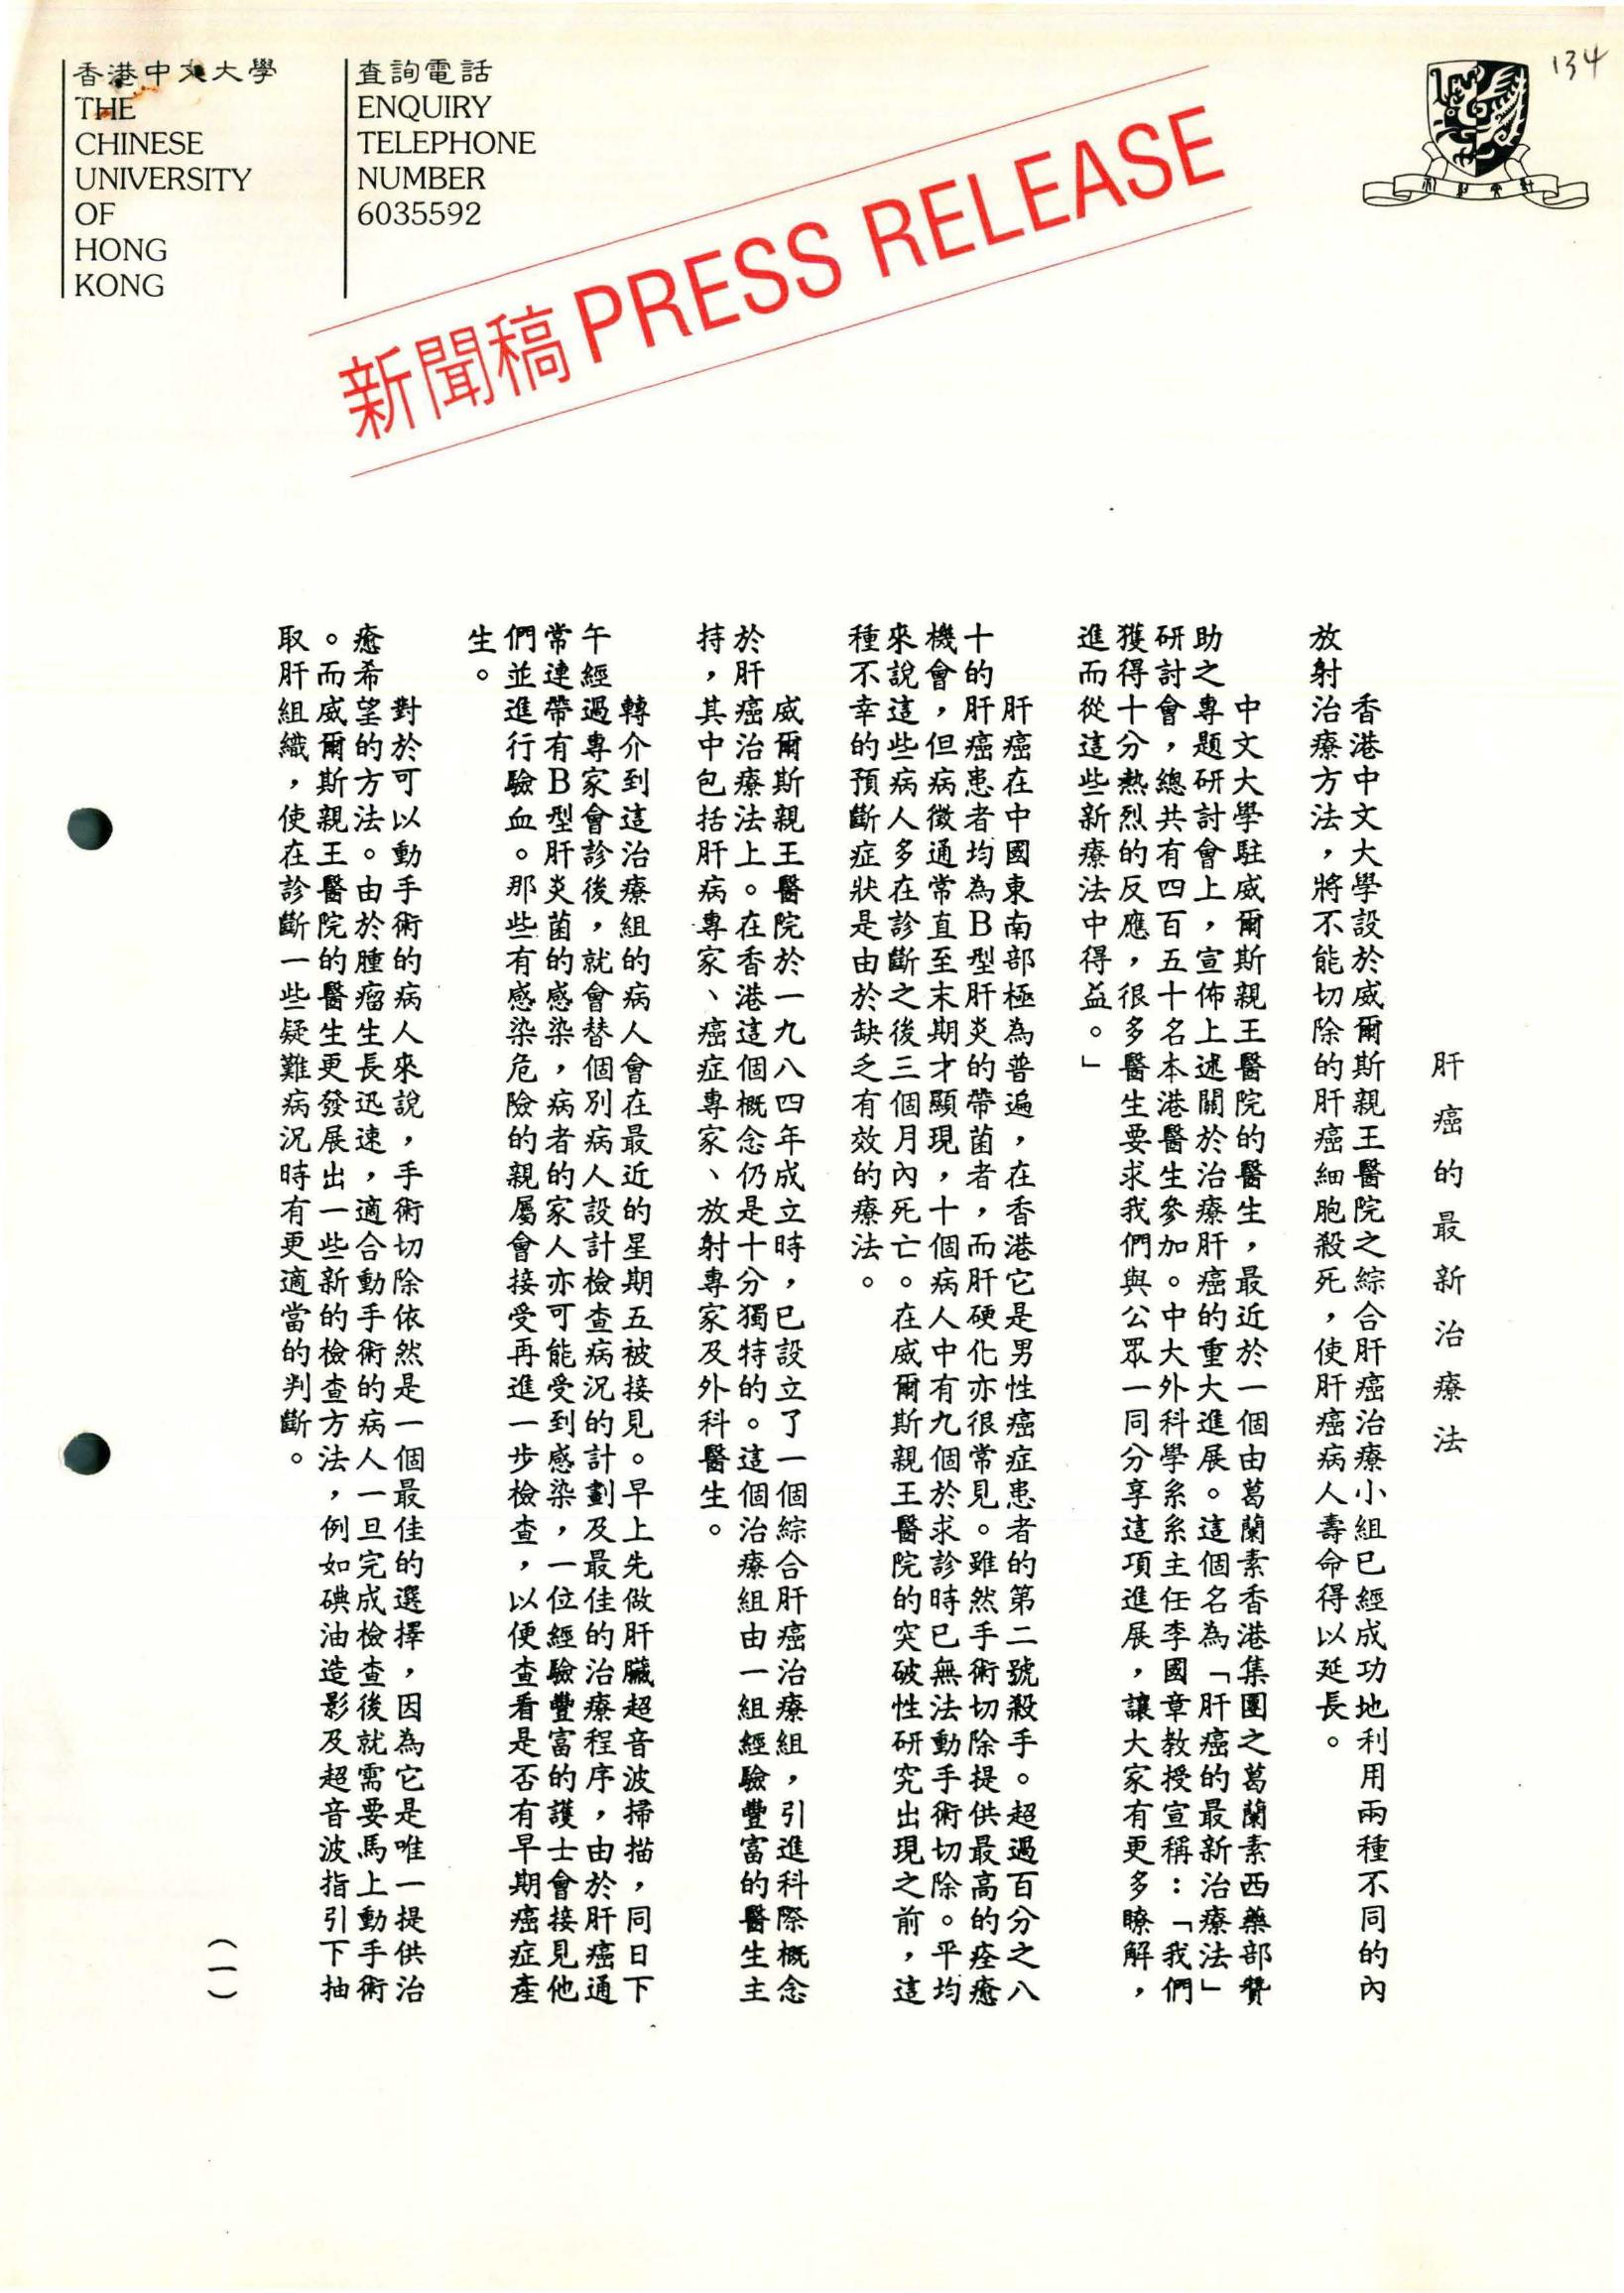 香港中文大學
THE
CHINESE
UNIVERSITY
OF
HONG
KONG
查詢電話
ENQUIRY
TELEPHONE
NUMBER
6035592
134
新聞稿 PRESS RELEASE
肝癌的最新治療法
香港中文大學設於威爾斯親王醫院之綜合肝癌治療小組已經成功地利用兩種不同的內
放射治療方法，將不能切除的肝癌細胞殺死，使肝癌病人壽命得以延長。
中文大學駐威爾斯親王醫院的醫生，最近於一個由葛蘭素香港集團之葛蘭素西藥部贊
助之專題研討會上，宣佈上述關於治療肝癌的重大進展。這個名為「肝癌的最新治療法」
研討會，總共有四百五十名本港醫生參加。中大外科學系系主任李國章教授宣稱：「我們
獲得十分熱烈的反應，很多醫生要求我們與公眾一同分享這項進展，讓大家有更多瞭解，
進而從這些新療法中得益。」
肝癌在中國東南部極為普遍，在香港它是男性癌症患者的第二號殺手。超過百分之八
十的肝癌患者均為B型肝炎的帶菌者，而肝硬化亦很常見。雖然手術切除提供最高的痊癒
機會，但病徵通常直至末期才顯現，十個病人中有九個於求診時已無法動手術切除。平均
來說這些病人多在診斷之後三個月內死亡。在威爾斯親王醫院的突破性研究出現之前，這
種不幸的預斷症狀是由於缺乏有效的療法。
威爾斯親王醫院於一九八四年成立時，已設立了一個綜合肝癌治療組，引進科際概念
於肝癌治療法上。在香港這個概念仍是十分獨特的。這個治療組由一組經驗豐富的醫生主
持，其中包括肝病專家、癌症專家、放射專家及外科醫生。
轉介到這治療組的病人會在最近的星期五被接見。早上先做肝臟超音波掃描，同日下
午經過專家會診後，就會替個別病人設計檢查病況的計劃及最佳的治療程序，由於肝癌通
常連帶有B型肝炎菌的感染，病者的家人亦可能受到感染，一位經驗豐富的護士會接見他
們並進行驗血。那些有感染危險的親屬會接受再進一步檢查，以便查看是否有早期癌症產
生。
對於可以動手術的病人來說，手術切除依然是一個最佳的選擇，因為它是唯一提供治
癒希望的方法。由於腫瘤生長迅速，適合動手術的病人一旦完成檢查後就需要馬上動手術
。而威爾斯親王醫院的醫生更發展出一些新的檢查方法，例如碘油造影及超音波指引下抽
取肝組織，使在診斷一些疑難病況時有更適當的判斷。
（一）